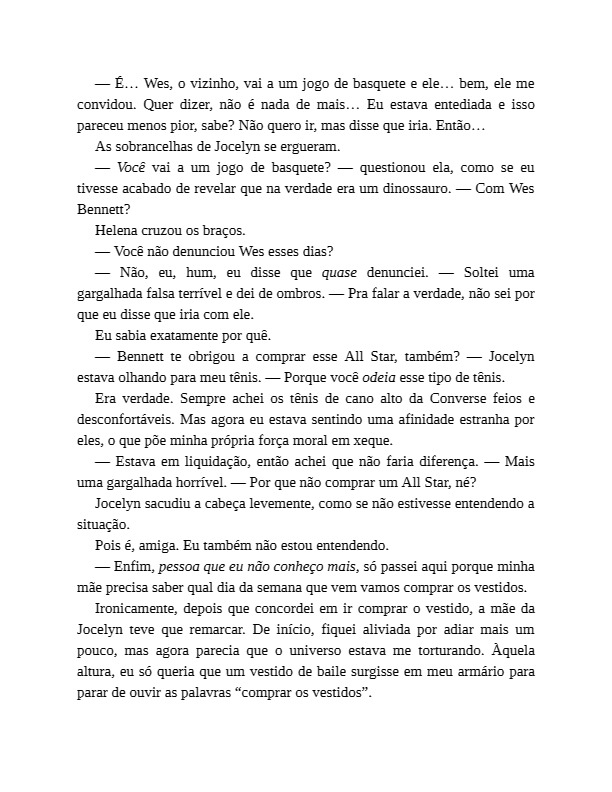 — É… Wes, o vizinho, vai a um jogo de basquete e ele… bem, ele me
convidou. Quer dizer, não é nada de mais… Eu estava entediada e isso
pareceu menos pior, sabe? Não quero ir, mas disse que iria. Então…
As sobrancelhas de Jocelyn se ergueram.
— Você vai a um jogo de basquete? — questionou ela, como se eu
tivesse acabado de revelar que na verdade era um dinossauro. — Com Wes
Bennett?
Helena cruzou os braços.
— Você não denunciou Wes esses dias?
— Não, eu, hum, eu disse que quase denunciei. — Soltei uma
gargalhada falsa terrível e dei de ombros. — Pra falar a verdade, não sei por
que eu disse que iria com ele.
Eu sabia exatamente por quê.
— Bennett te obrigou a comprar esse All Star, também? — Jocelyn
estava olhando para meu tênis. — Porque você odeia esse tipo de tênis.
Era verdade. Sempre achei os tênis de cano alto da Converse feios e
desconfortáveis. Mas agora eu estava sentindo uma afinidade estranha por
eles, o que põe minha própria força moral em xeque.
— Estava em liquidação, então achei que não faria diferença. — Mais
uma gargalhada horrível. — Por que não comprar um All Star, né?
Jocelyn sacudiu a cabeça levemente, como se não estivesse entendendo a
situação.
Pois é, amiga. Eu também não estou entendendo.
— Enfim, pessoa que eu não conheço mais, só passei aqui porque minha
mãe precisa saber qual dia da semana que vem vamos comprar os vestidos.
Ironicamente, depois que concordei em ir comprar o vestido, a mãe da
Jocelyn teve que remarcar. De início, fiquei aliviada por adiar mais um
pouco, mas agora parecia que o universo estava me torturando. Àquela
altura, eu só queria que um vestido de baile surgisse em meu armário para
parar de ouvir as palavras “comprar os vestidos”.